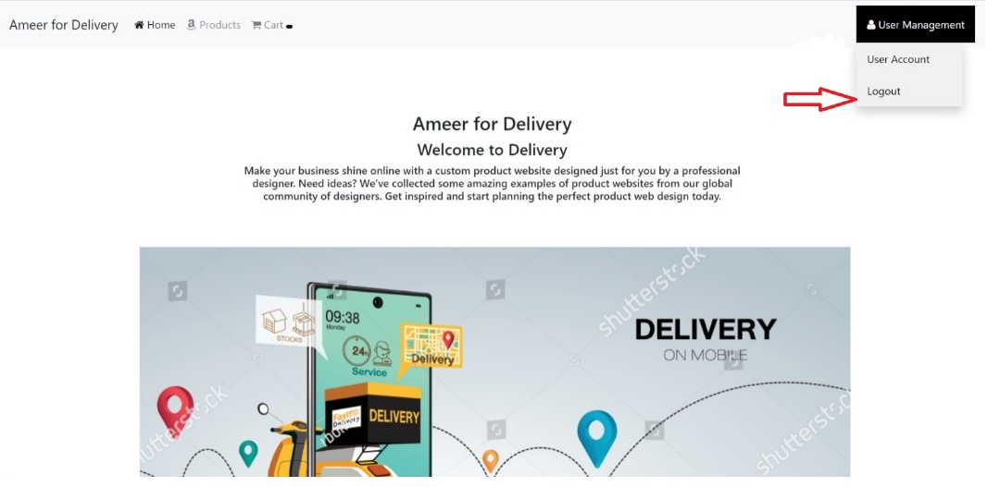 Ameer for Delivery Home Products Cart User Management
User Account
Logout
Ameer for Delivery
Welcome to Delivery
Make your business shine online with a custom product website designed just for you by a professional
designer. Need ideas? We've collected some amazing examples of product websites from our global
community of designers. Get inspired and start planning the perfect product web design today.
shutterstock
STOCKS
09:38
Monday
24h
Service
Delivery
DELIVERY
ON MOBILE
Fastest
Delivery
DELIVERY
shutterstock
shutterstock